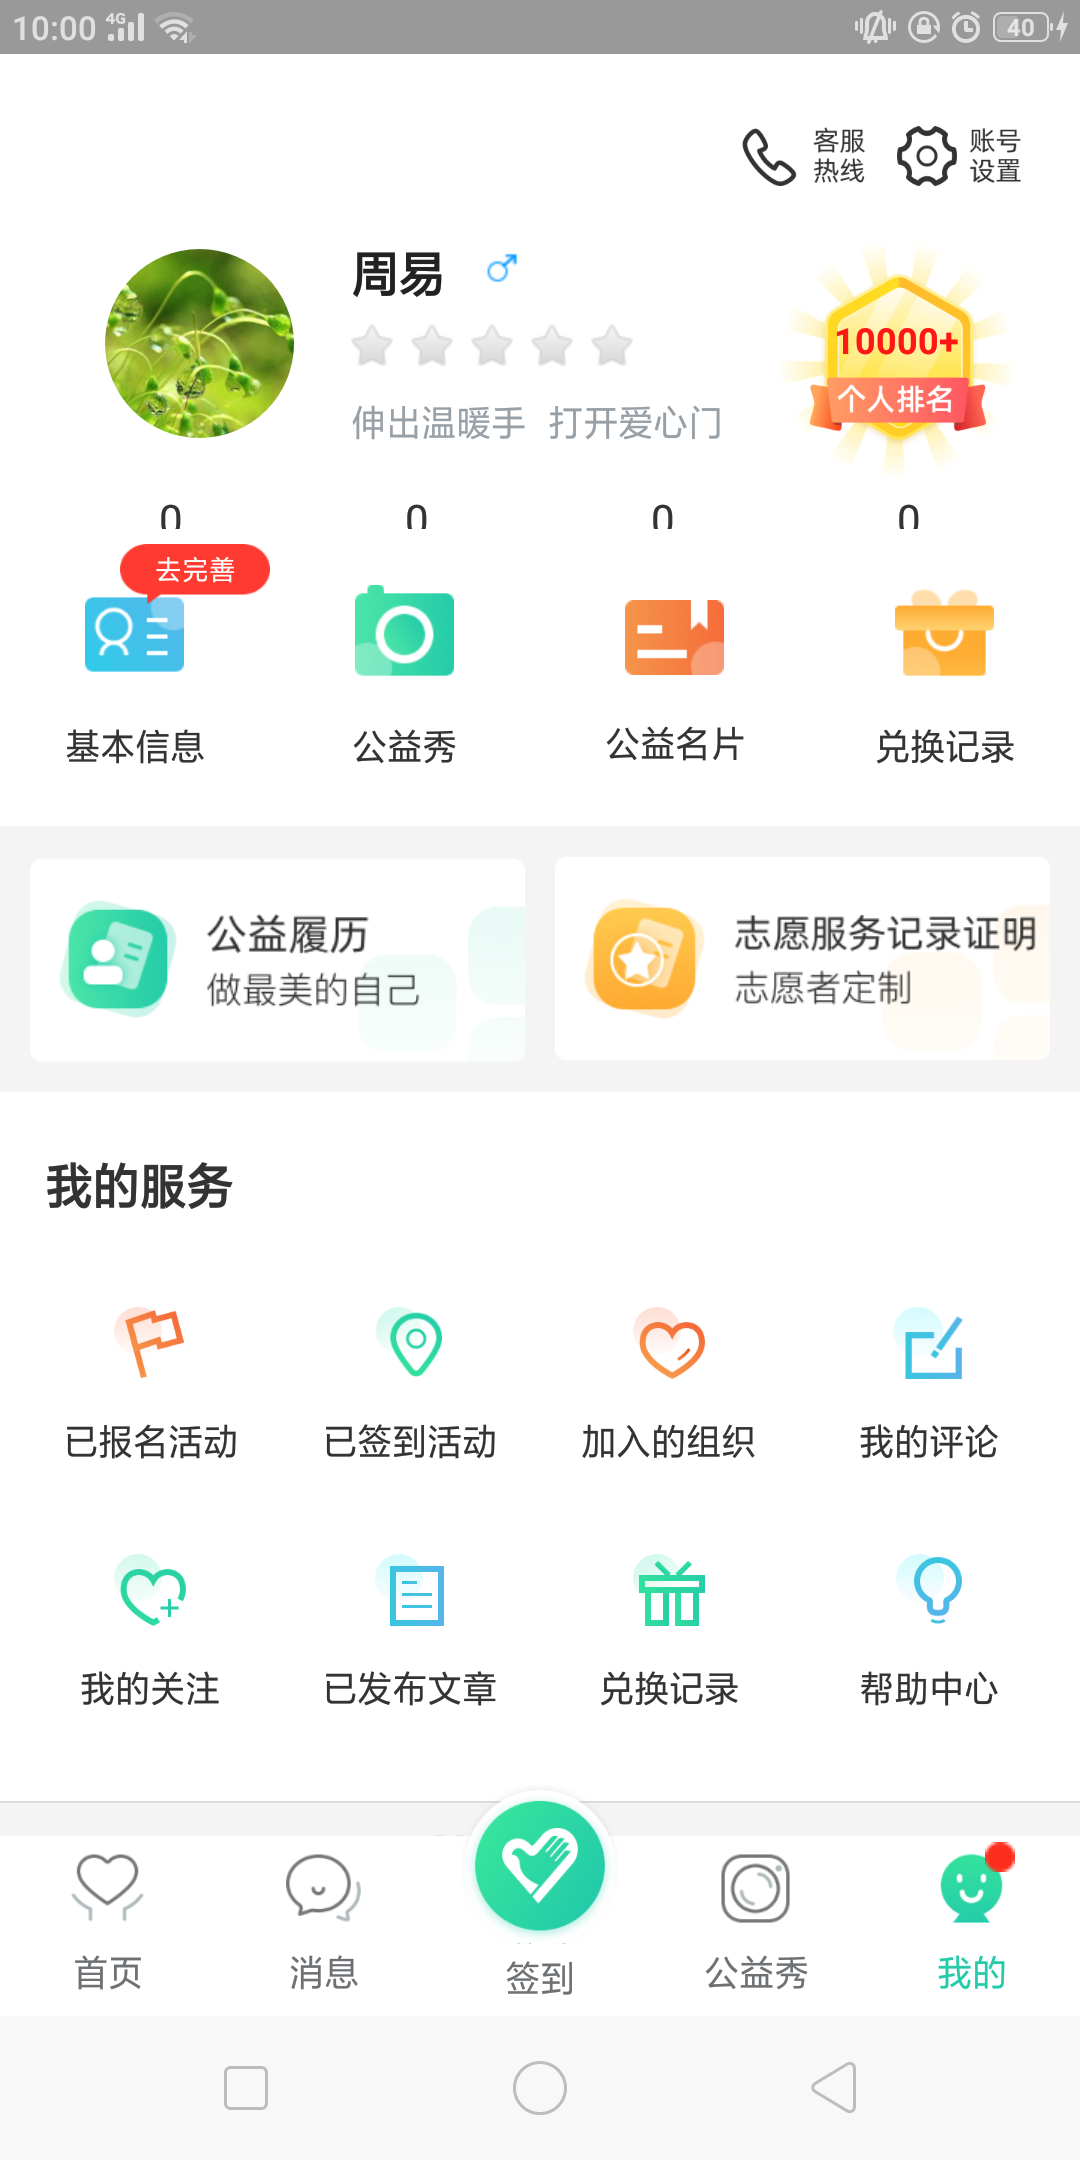 10:00 4G 40
客服
热线
账号
设置
周易
10000+
个人排名
伸出温暖手 打开爱心门
0 0 0 0
去完善
基本信息 公益秀 公益名片 兑换记录
公益履历
做最美的自己
志愿服务记录证明
志愿者定制
我的服务
已报名活动 已签到活动 加入的组织 我的评论
我的关注 已发布文章 兑换记录 帮助中心
首页 消息 签到 公益秀 我的